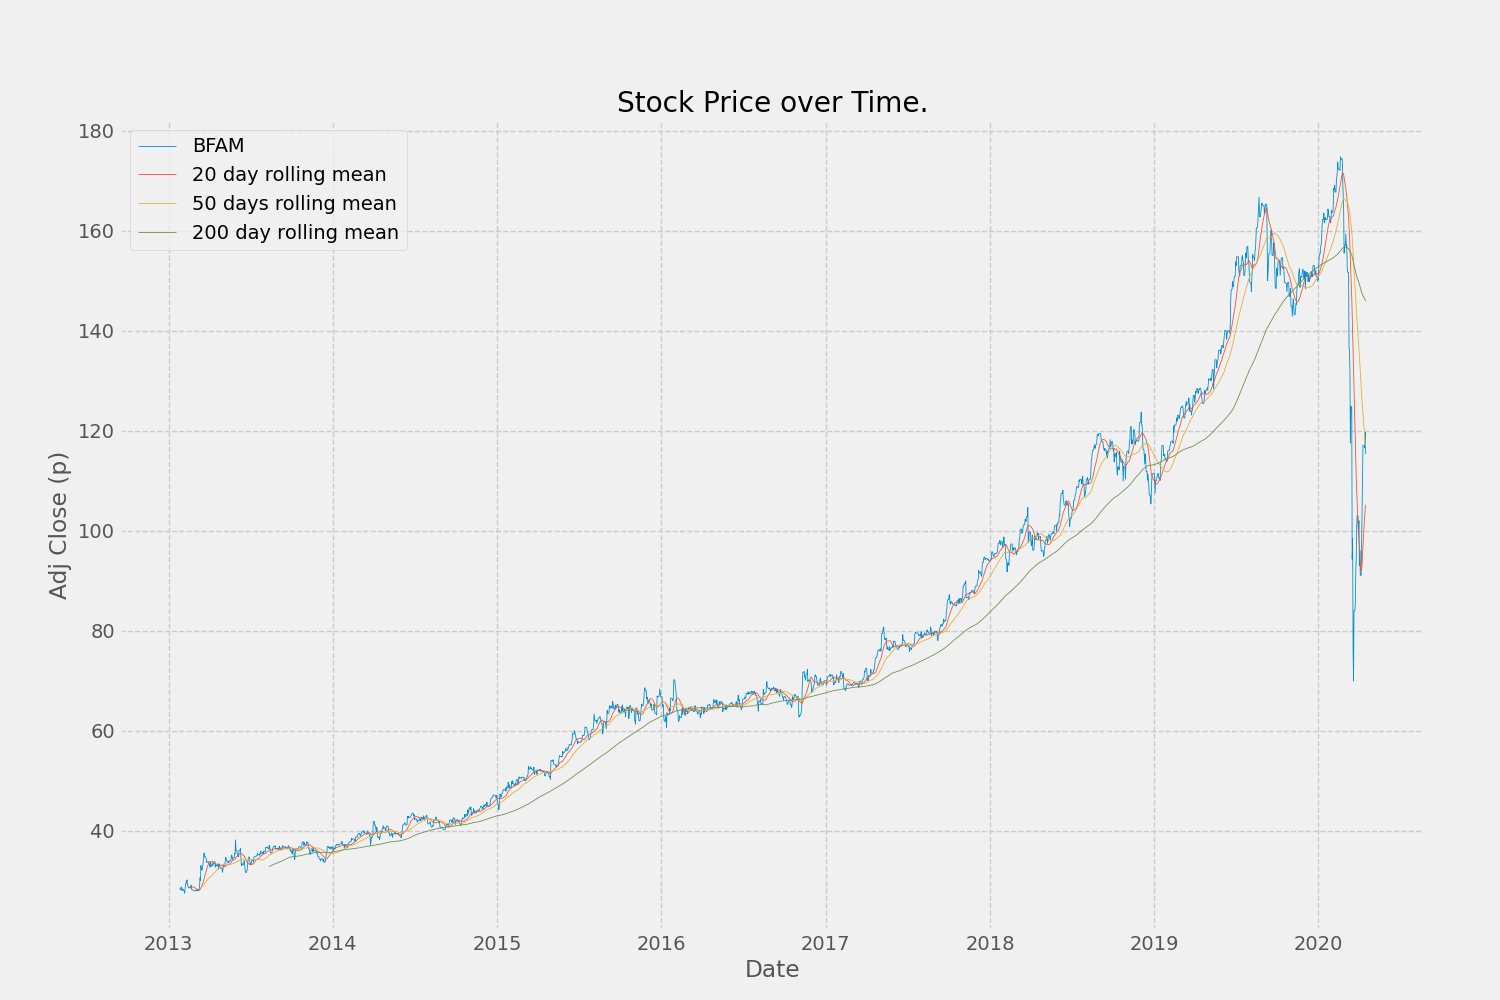 Stock Price over Time.
180
160
140
120
100
80
60
40
Adj Close (p)
BFAM
20 day rolling mean
50 days rolling mean
200 day rolling mean
2013 2014 2015 2016 2017 2018 2019 2020
Date